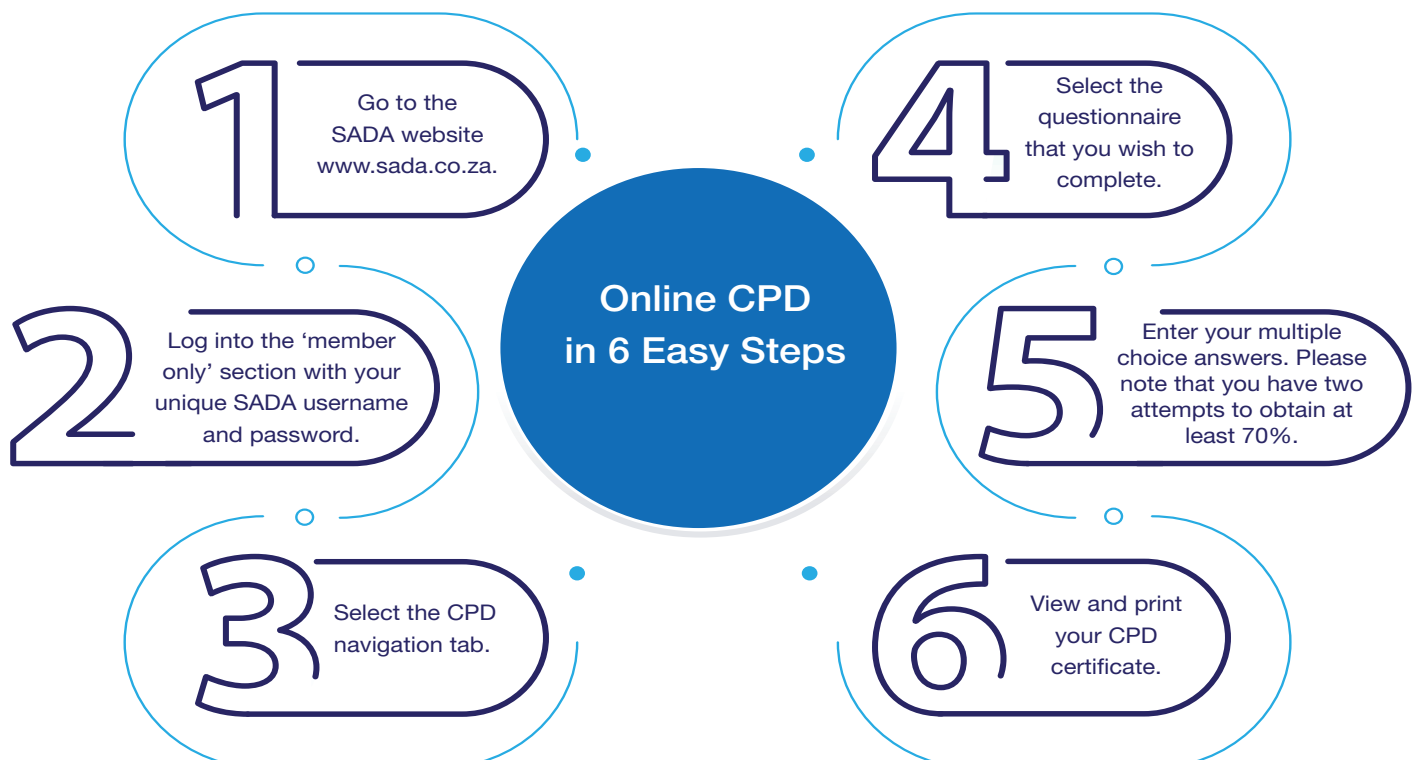 Online CPD
in 6 Easy Steps
1
Go to the
SADA website
www.sada.co.za.
2
Log into the ‘member
only’ section with your
unique SADA username
and password.
3
Select the CPD
navigation tab.
4
Select the
questionnaire
that you wish to
complete.
5
Enter your multiple
choice answers. Please
note that you have two
attempts to obtain at
least 70%.
6
View and print
your CPD
certificate.